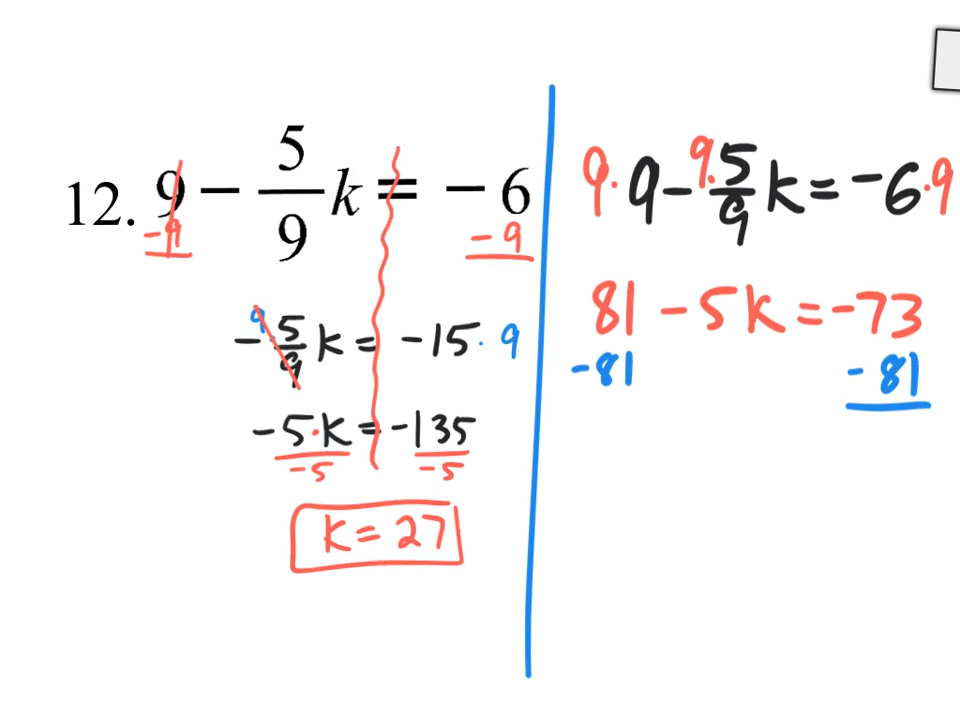 12. 9 − 5/9 k = − 6
−9 − 9
− 9 · 5/9 k = − 15 · 9
− 5 · k = − 135
−5 −5
k = 27
9 · 9 − 9 · 5/9 k = − 6 · 9
81 − 5k = −73
−81 − 81